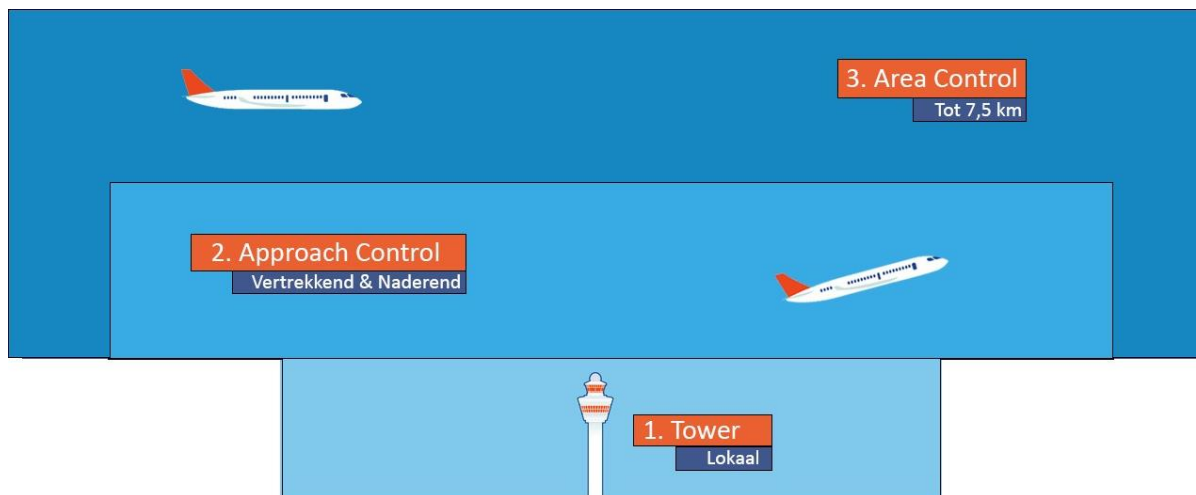 3. Area Control
Tot 7,5 km
2. Approach Control
Vertrekkend & Naderend
1. Tower
Lokaal